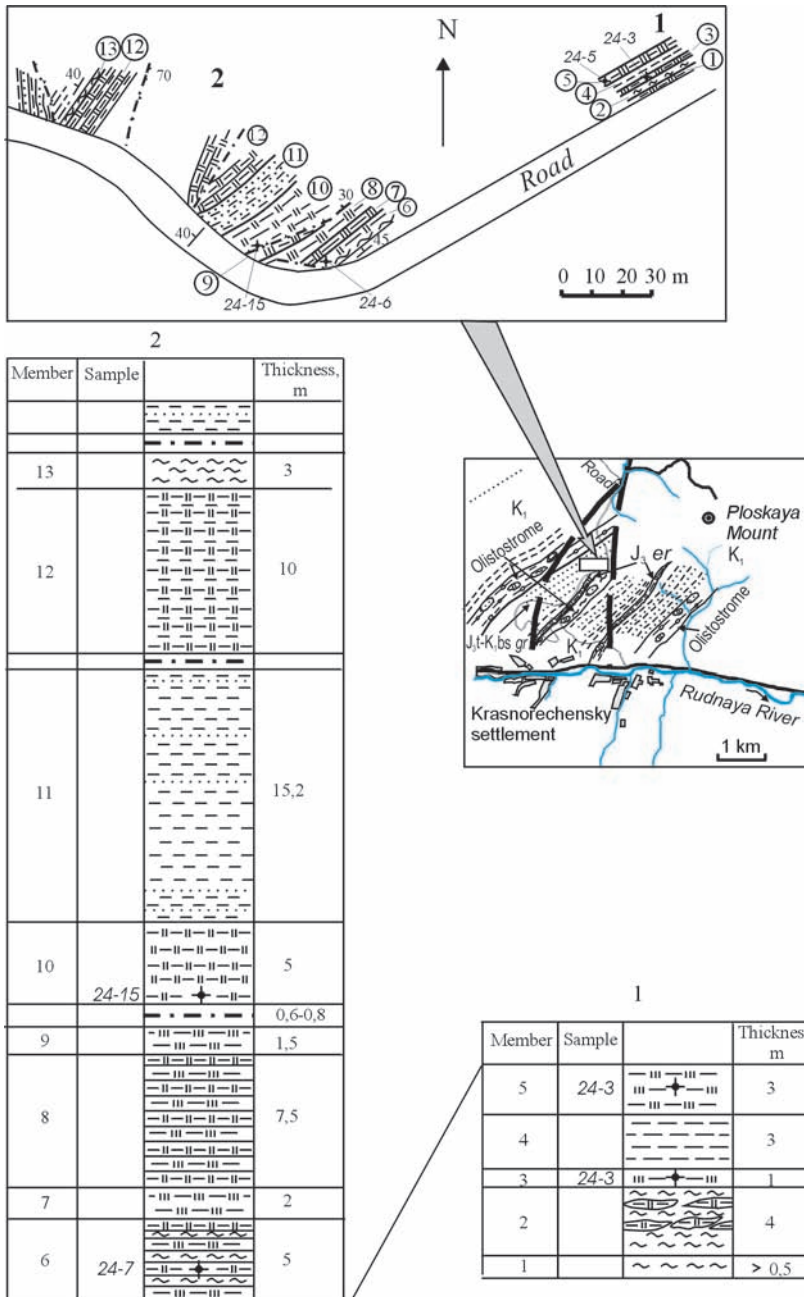 N
1
13 12
24-3
3
40
70
2
24-5
1
5
4
2
12
11
10
30
8
7
6
Road
40
45
9
24-15
24-6
0 10 20 30 m
2
Member Sample Thickness, m
13 3
12 10
11 15,2
10 24-15 5
0,6-0,8
9 1,5
8 7,5
7 2
6 24-7 5
Road
K1
Ploskaya
Mount
Olistostrome
J3 er
K1
J3t-K1bs gr
K1
Olistostrome
Rudnaya River
Krasnorechensky
settlement
1 km
1
Member Sample Thicknes m
5 24-3 3
4 3
3 24-3 1
2 4
1 > 0,5